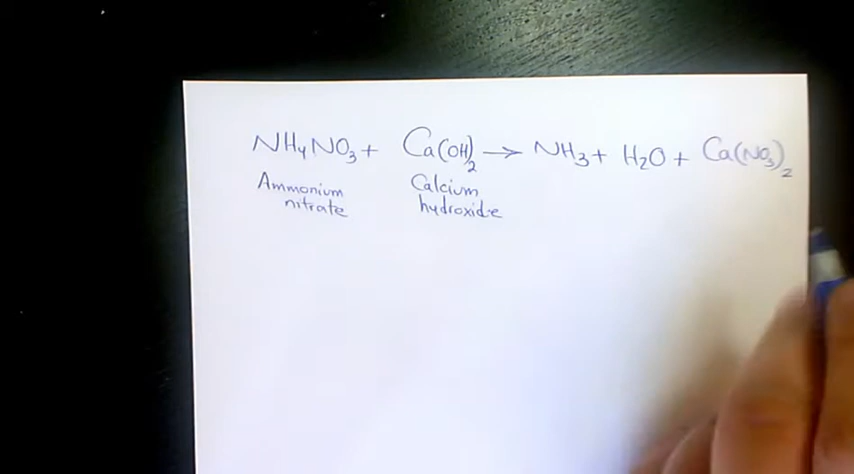 NH4NO3 + Ca(OH)2 → NH3 + H2O + Ca(NO3)2
Ammonium Calcium
nitrate hydroxide